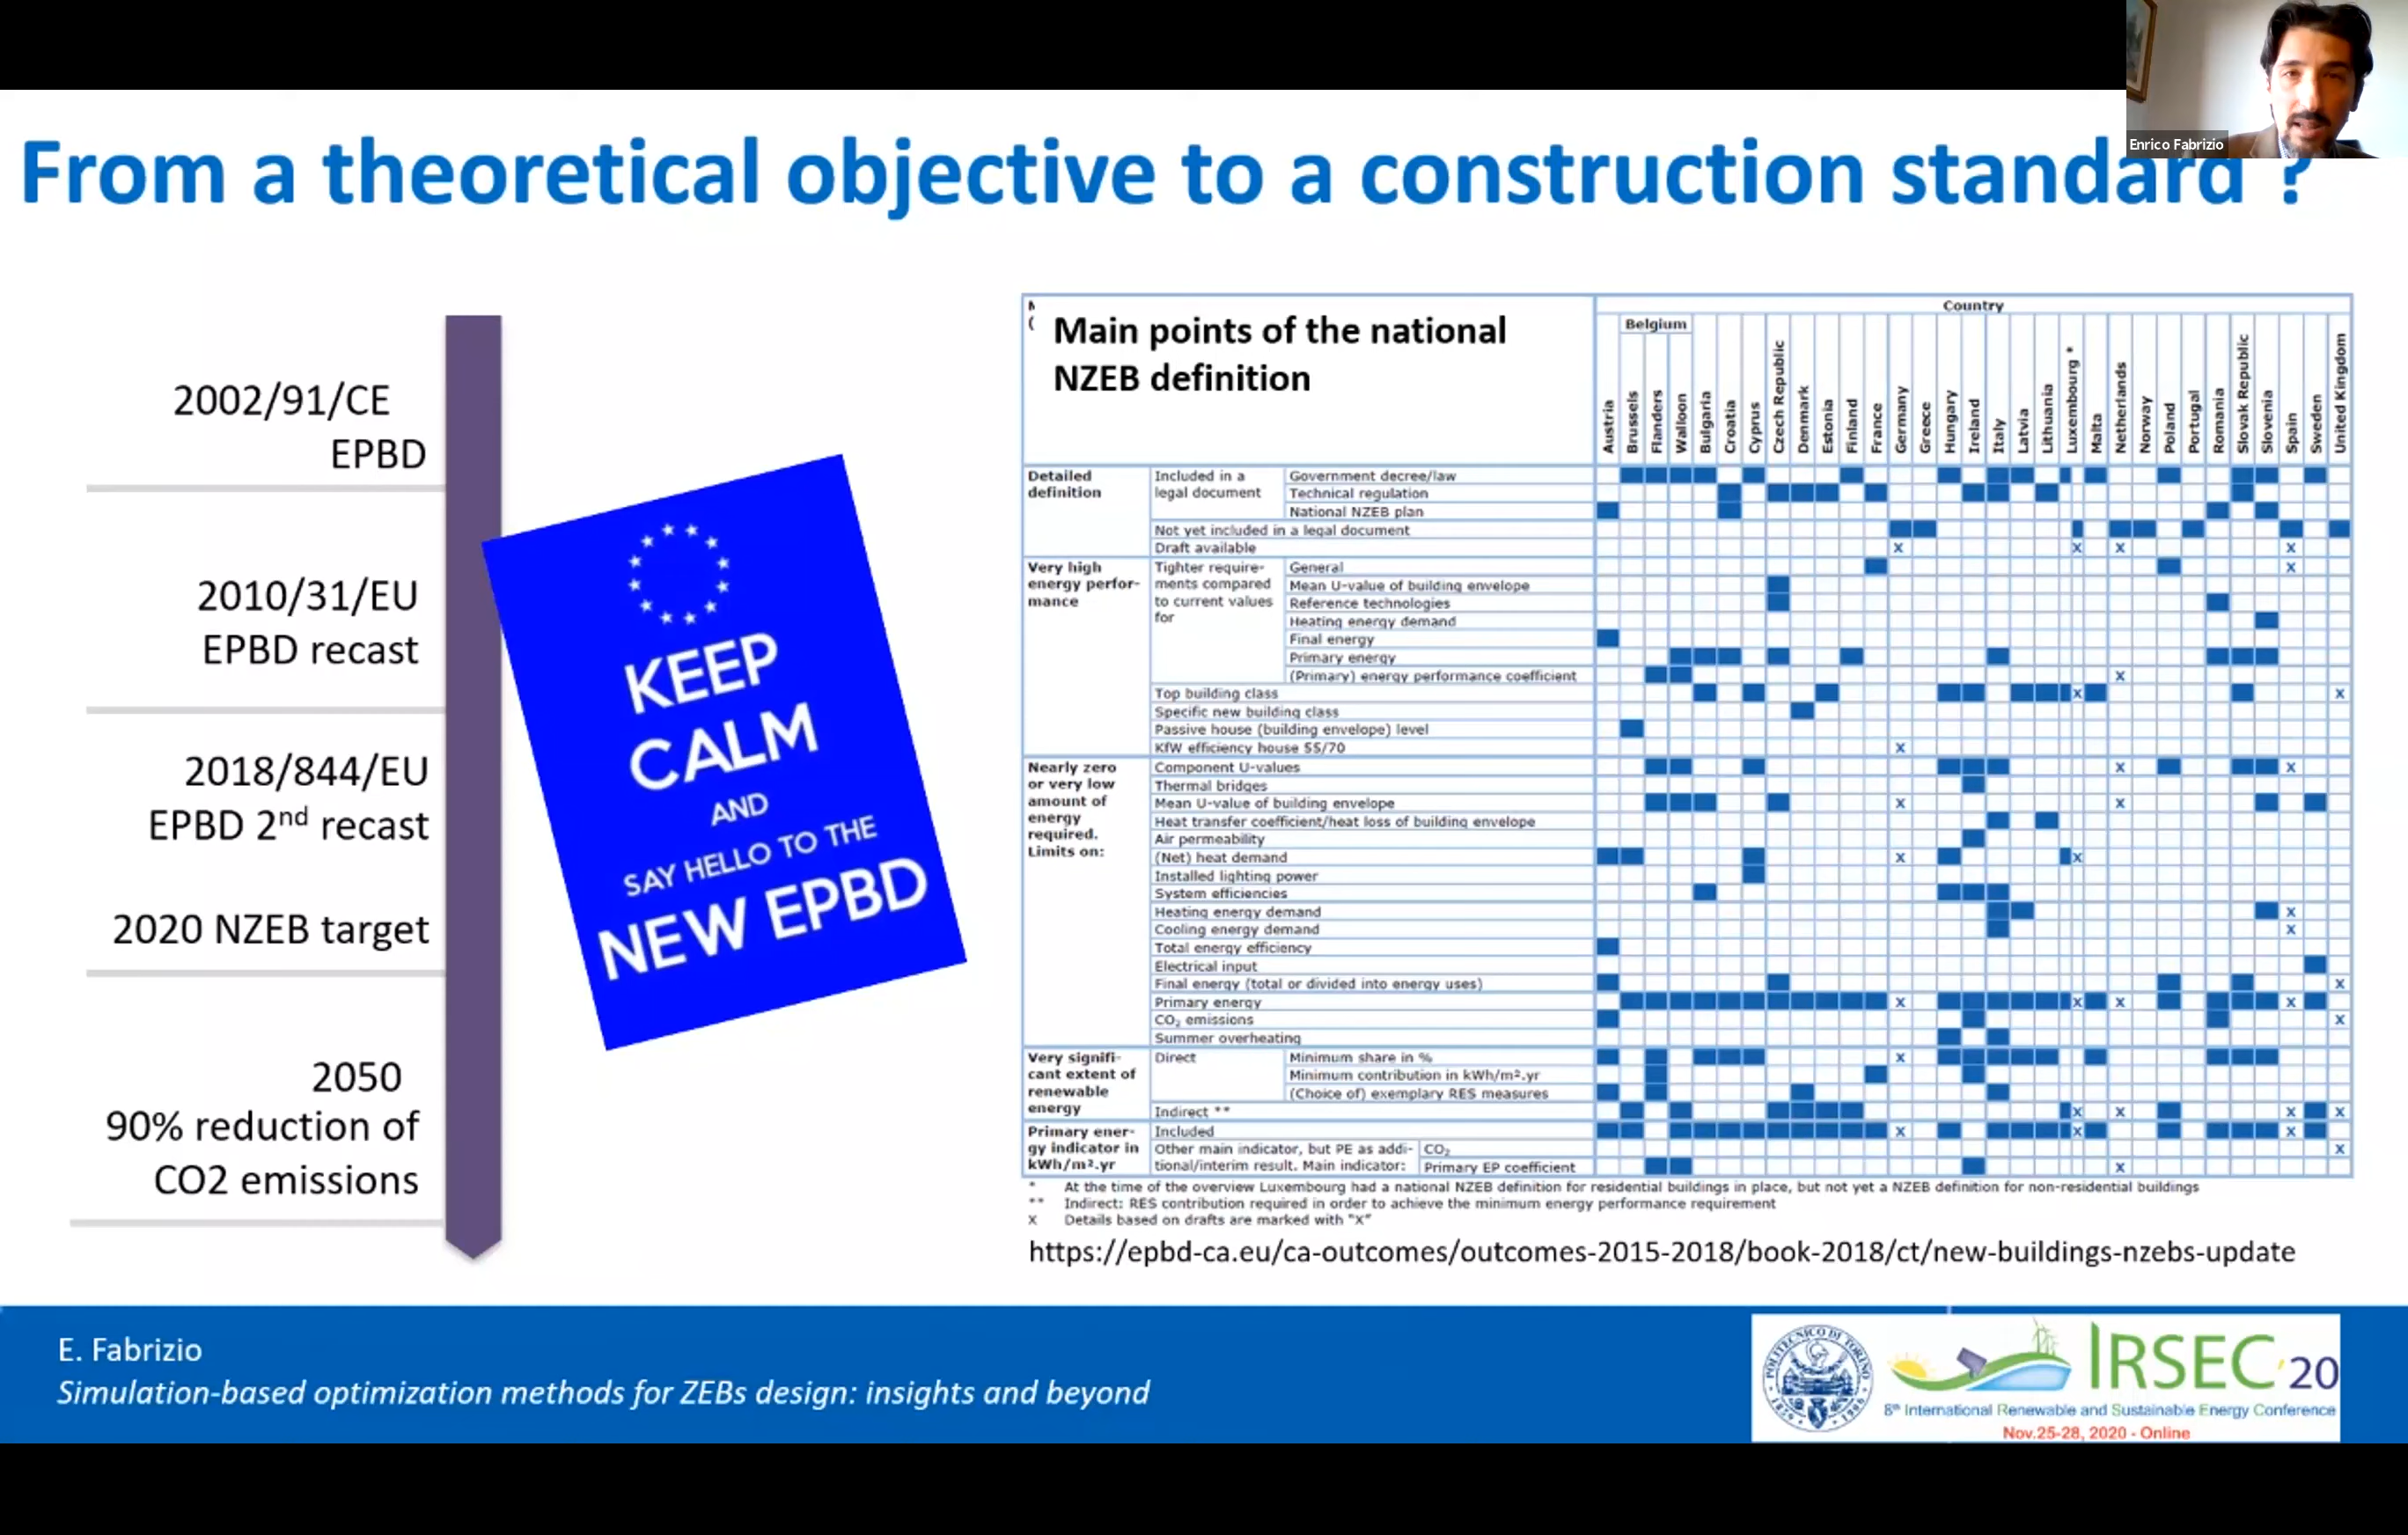 Enrico Fabrizio
From a theoretical objective to a construction standard ?
2002/91/CE
EPBD
2010/31/EU
EPBD recast
2018/844/EU
EPBD 2nd recast
2020 NZEB target
2050
90% reduction of
CO2 emissions
KEEP
CALM
AND
SAY HELLO TO THE
NEW EPBD
Main points of the national
NZEB definition
Country
Belgium
Austria
Brussels
Flanders
Walloon
Bulgaria
Croatia
Cyprus
Czech Republic
Denmark
Estonia
Finland
France
Germany
Greece
Hungary
Ireland
Italy
Latvia
Lithuania
Luxembourg *
Malta
Netherlands
Norway
Poland
Portugal
Romania
Slovak Republic
Slovenia
Spain
Sweden
United Kingdom
Detailed
definition
Included in a
legal document
Government decree/law
Technical regulation
National NZEB plan
Not yet included in a legal document
Draft available x x x x
Very high
energy perfor-
mance
Tighter require-
ments compared
to current values
for
General x
Mean U-value of building envelope
Reference technologies
Heating energy demand
Final energy
Primary energy
(Primary) energy performance coefficient x
Top building class x x
Specific new building class
Passive house (building envelope) level
KfW efficiency house 55/70 x
Nearly zero
or very low
amount of
energy
required.
Limits on:
Component U-values x x
Thermal bridges
Mean U-value of building envelope x x
Heat transfer coefficient/heat loss of building envelope
Air permeability
(Net) heat demand x x
Installed lighting power
System efficiencies
Heating energy demand x
Cooling energy demand x
Total energy efficiency
Electrical input
Final energy (total or divided into energy uses) x
Primary energy x x x x
CO₂ emissions x
Summer overheating
Very signifi-
cant extent of
renewable
energy
Direct
Minimum share in % x
Minimum contribution in kWh/m².yr
(Choice of) exemplary RES measures
Indirect ** x x x x
Primary ener-
gy indicator in
kWh/m².yr
Included x x x
Other main indicator, but PE as addi-
tional/interim result. Main indicator:
CO₂ x
Primary EP coefficient x
* At the time of the overview Luxembourg had a national NZEB definition for residential buildings in place, but not yet a NZEB definition for non-residential buildings
** Indirect: RES contribution required in order to achieve the minimum energy performance requirement
X Details based on drafts are marked with "X"
https://epbd-ca.eu/ca-outcomes/outcomes-2015-2018/book-2018/ct/new-buildings-nzebs-update
E. Fabrizio
Simulation-based optimization methods for ZEBs design: insights and beyond
POLITECNICO DI TORINO
IRSEC '20
8th International Renewable and Sustainable Energy Conference
Nov.25-28, 2020 - Online